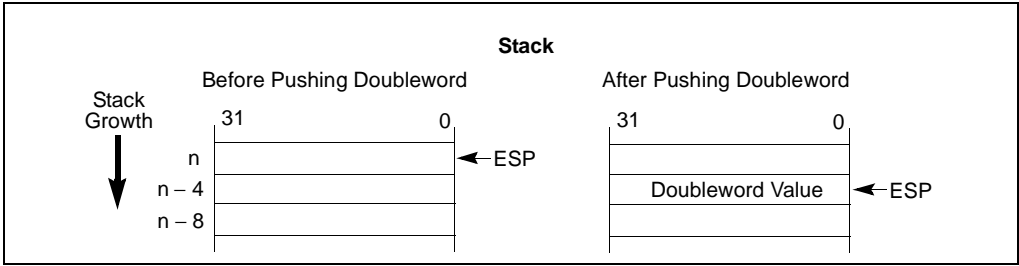 Stack
Before Pushing Doubleword
After Pushing Doubleword
Stack
Growth
31 0
31 0
n
ESP
n – 4
Doubleword Value
ESP
n – 8